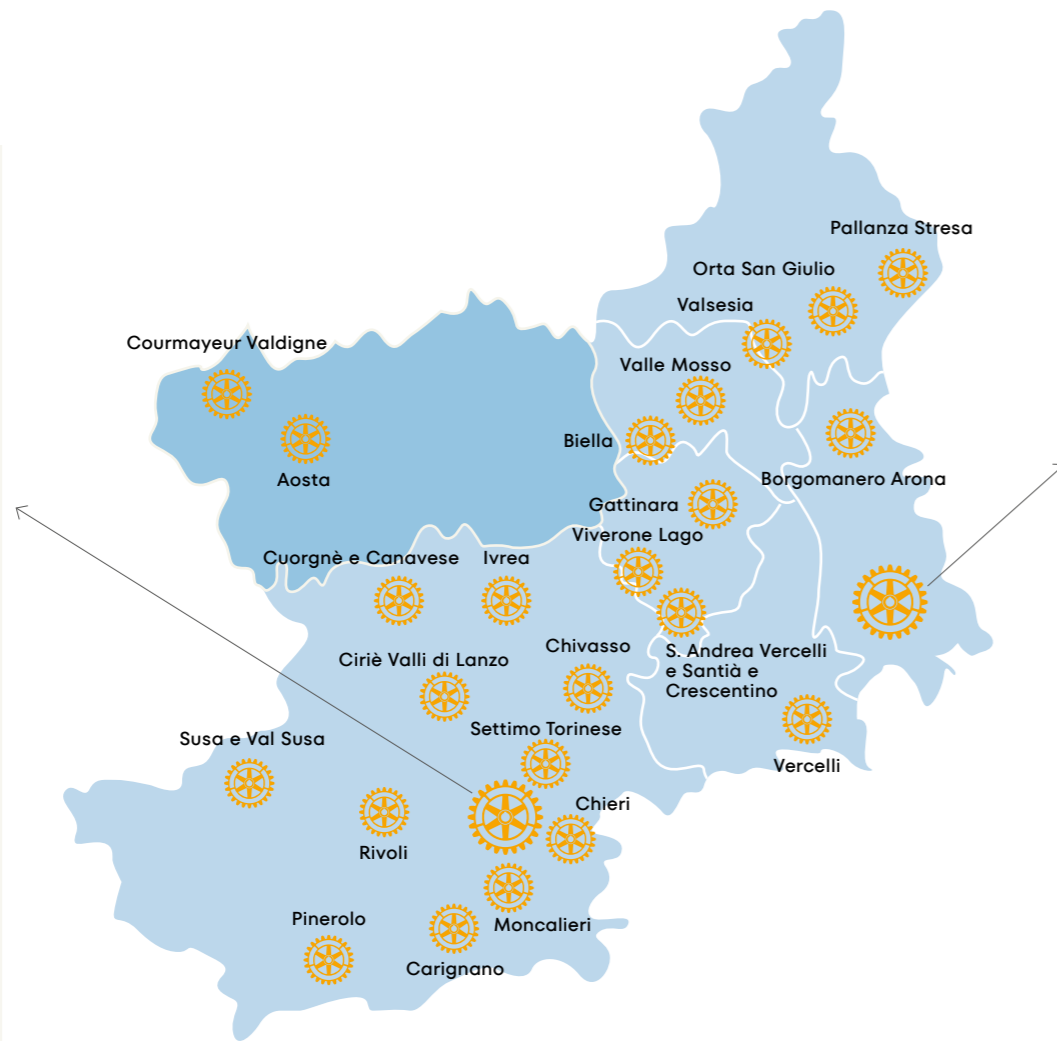 Pallanza Stresa
Orta San Giulio
Valsesia
Courmayeur Valdigne
Valle Mosso
Biella
Aosta
Borgomanero Arona
Gattinara
Viverone Lago
Cuorgnè e Canavese
Ivrea
Chivasso
S. Andrea Vercelli
e Santià e
Crescentino
Ciriè Valli di Lanzo
Settimo Torinese
Susa e Val Susa
Vercelli
Chieri
Rivoli
Pinerolo
Moncalieri
Carignano